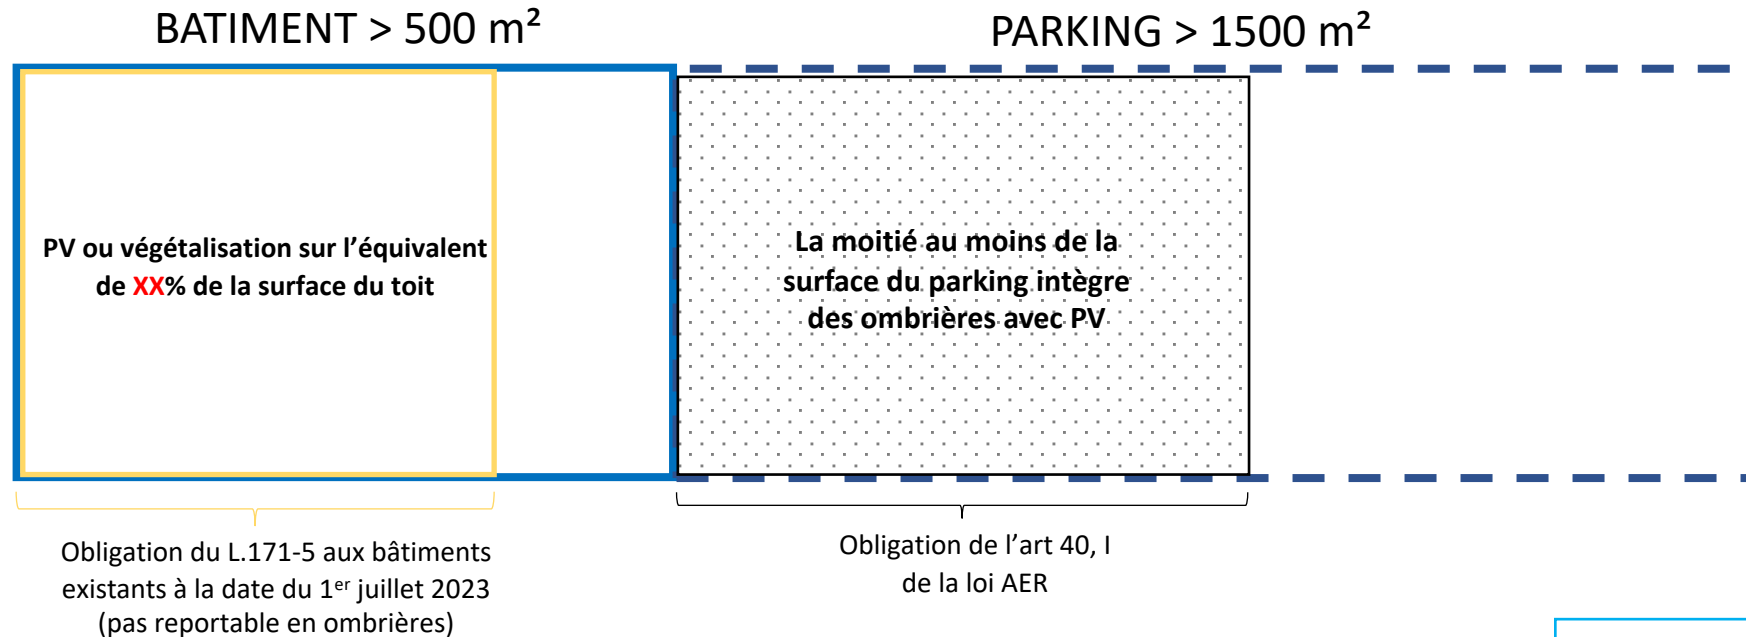 BATIMENT > 500 m²
PARKING > 1500 m²
PV ou végétalisation sur l’équivalent
de XX% de la surface du toit
La moitié au moins de la
surface du parking intègre
des ombrières avec PV
Obligation du L.171-5 aux bâtiments
existants à la date du 1er juillet 2023
(pas reportable en ombrières)
Obligation de l’art 40, I
de la loi AER